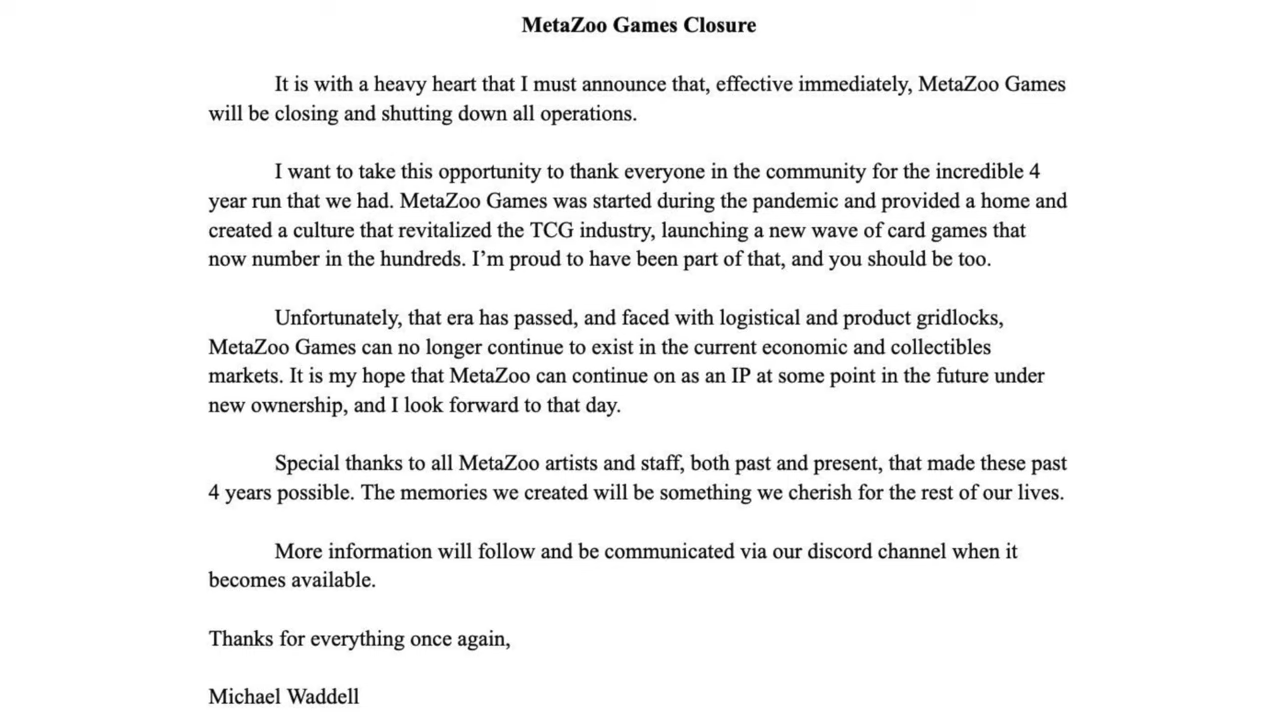 MetaZoo Games Closure
It is with a heavy heart that I must announce that, effective immediately, MetaZoo Games
will be closing and shutting down all operations.
I want to take this opportunity to thank everyone in the community for the incredible 4
year run that we had. MetaZoo Games was started during the pandemic and provided a home and
created a culture that revitalized the TCG industry, launching a new wave of card games that
now number in the hundreds. I’m proud to have been part of that, and you should be too.
Unfortunately, that era has passed, and faced with logistical and product gridlocks,
MetaZoo Games can no longer continue to exist in the current economic and collectibles
markets. It is my hope that MetaZoo can continue on as an IP at some point in the future under
new ownership, and I look forward to that day.
Special thanks to all MetaZoo artists and staff, both past and present, that made these past
4 years possible. The memories we created will be something we cherish for the rest of our lives.
More information will follow and be communicated via our discord channel when it
becomes available.
Thanks for everything once again,
Michael Waddell